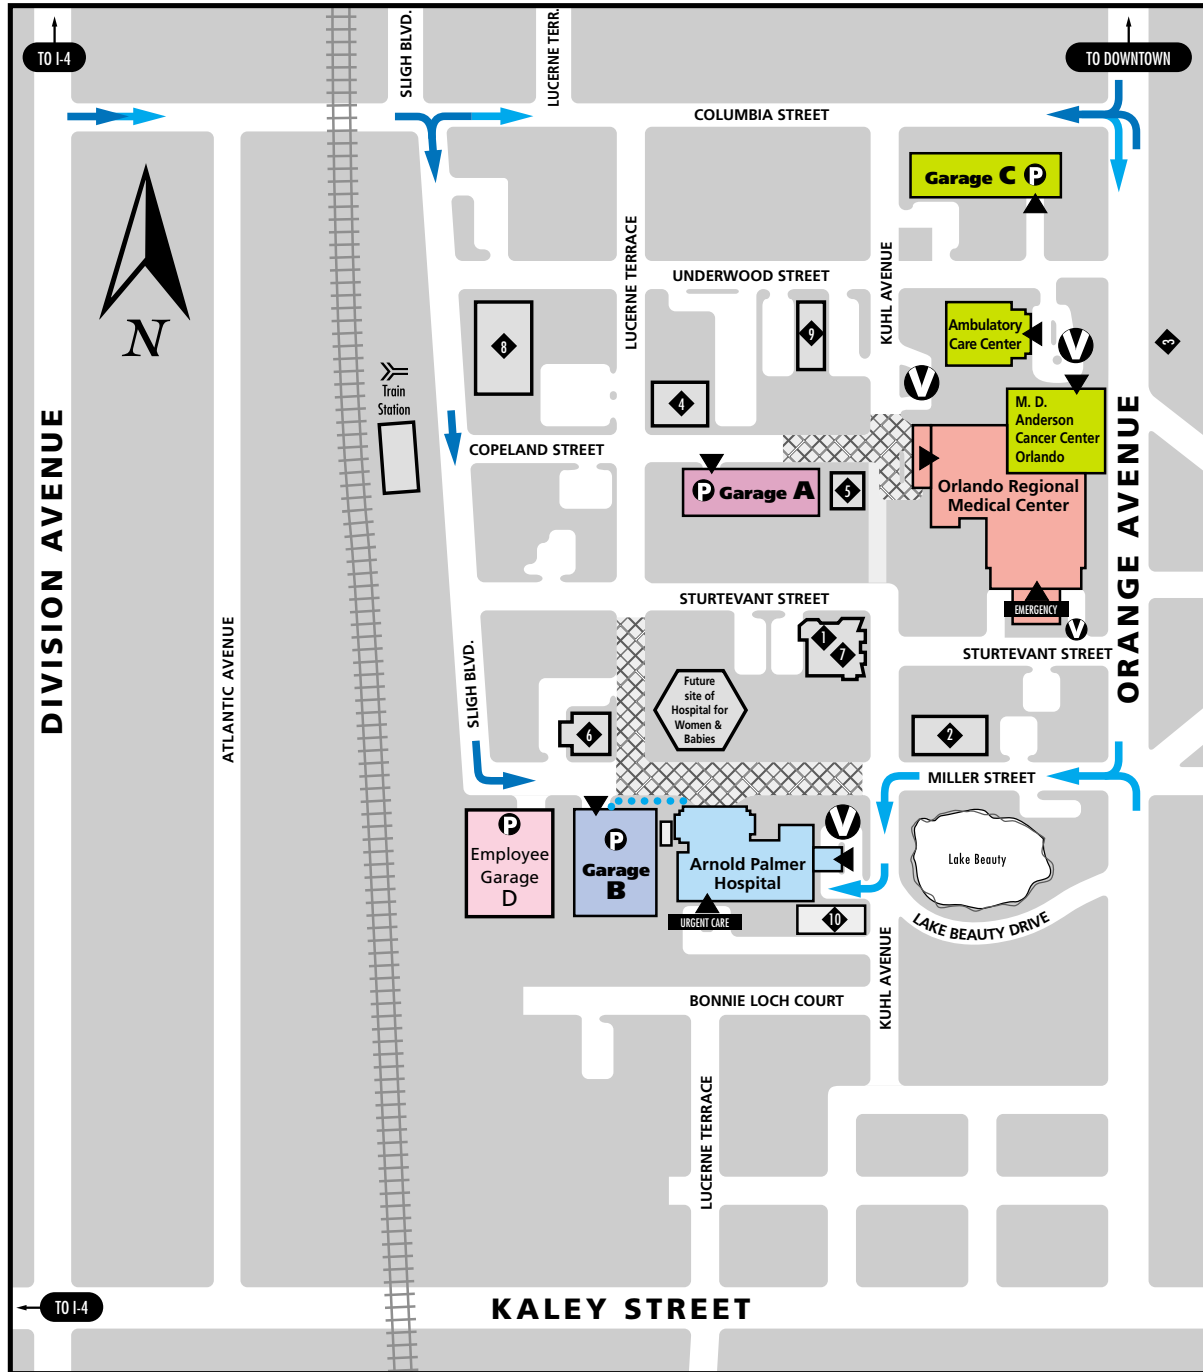 TO I-4
SLIGH BLVD.
LUCERNE TERR.
TO DOWNTOWN
COLUMBIA STREET
Garage C P
N
LUCERNE TERRACE
UNDERWOOD STREET
KUHL AVENUE
Ambulatory
Care Center
V
3
8
9
V
Train
Station
4
M. D.
Anderson
Cancer Center
Orlando
DIVISION AVENUE
ORANGE AVENUE
COPELAND STREET
P Garage A
5
Orlando Regional
Medical Center
STURTEVANT STREET
EMERGENCY
V
ATLANTIC AVENUE
SLIGH BLVD.
1
7
STURTEVANT STREET
Future
site of
Hospital for
Women &
Babies
6
2
MILLER STREET
P
Employee
Garage
D
P
Garage
B
V
Arnold Palmer
Hospital
Lake Beauty
URGENT CARE
10
LAKE BEAUTY DRIVE
KUHL AVENUE
BONNIE LOCH COURT
LUCERNE TERRACE
TO I-4
KALEY STREET